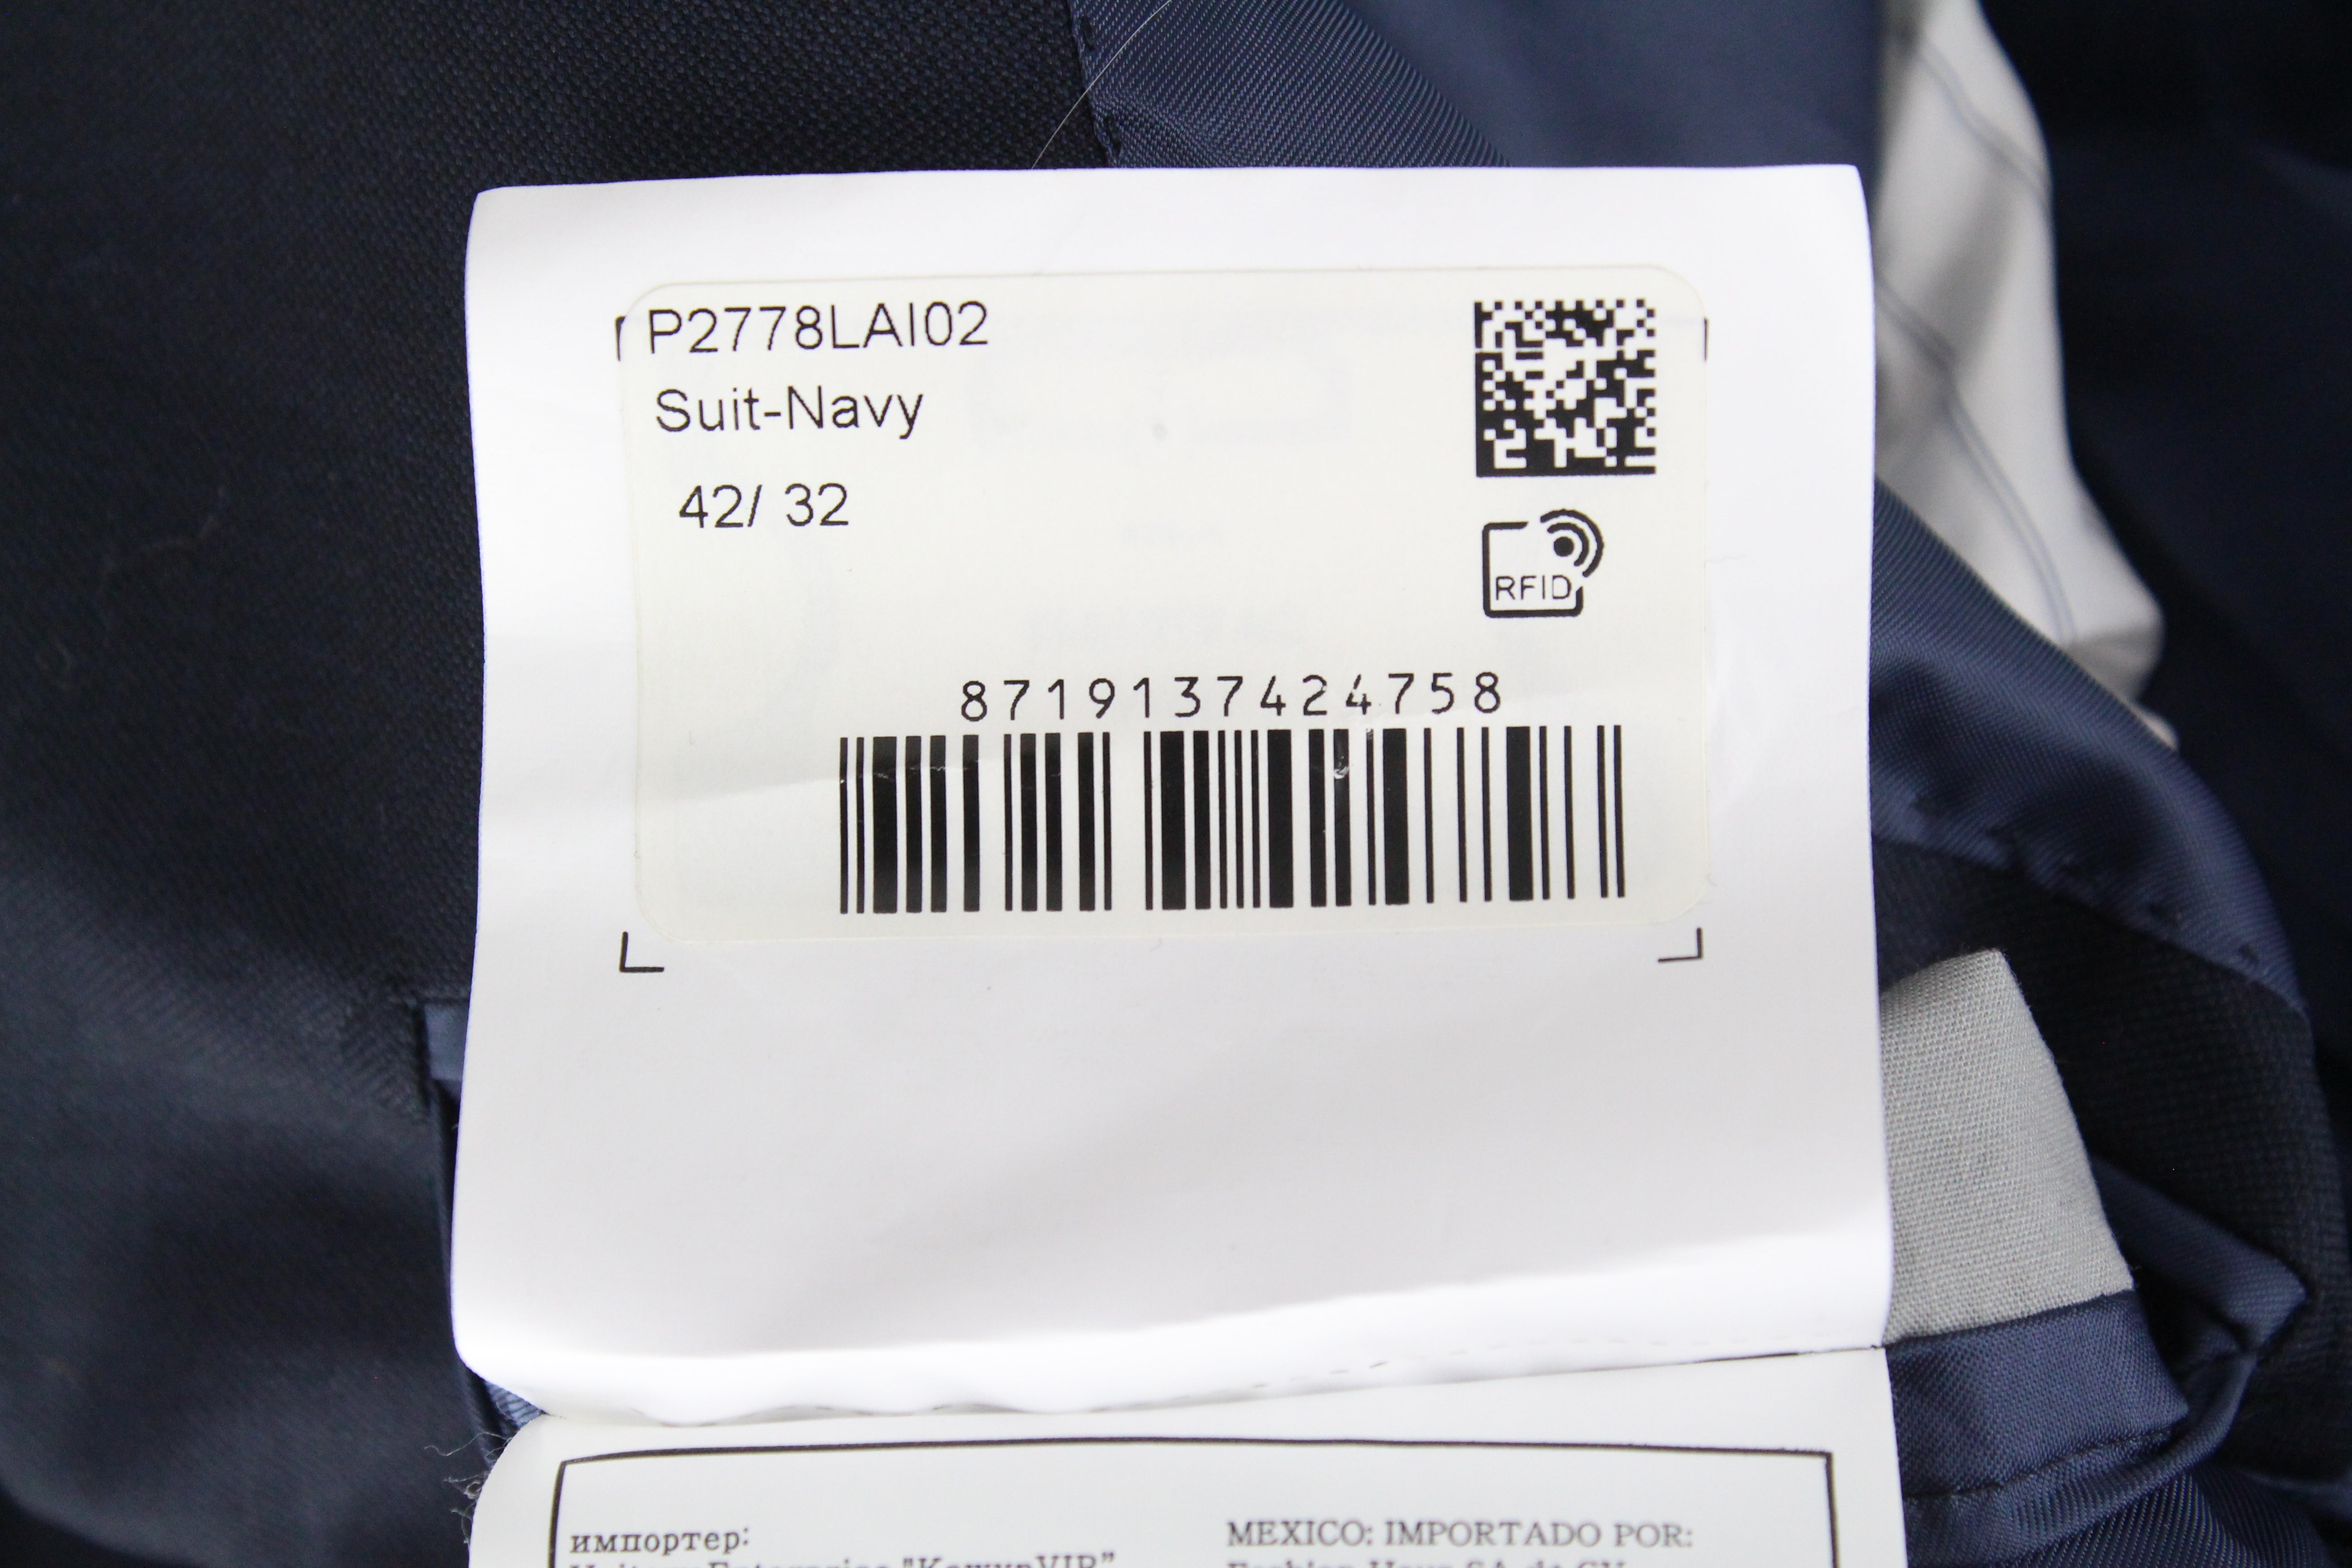 P2778LAI02
Suit-Navy
42/ 32
RFID
8719137424758
импортер:
MEXICO: IMPORTADO POR: